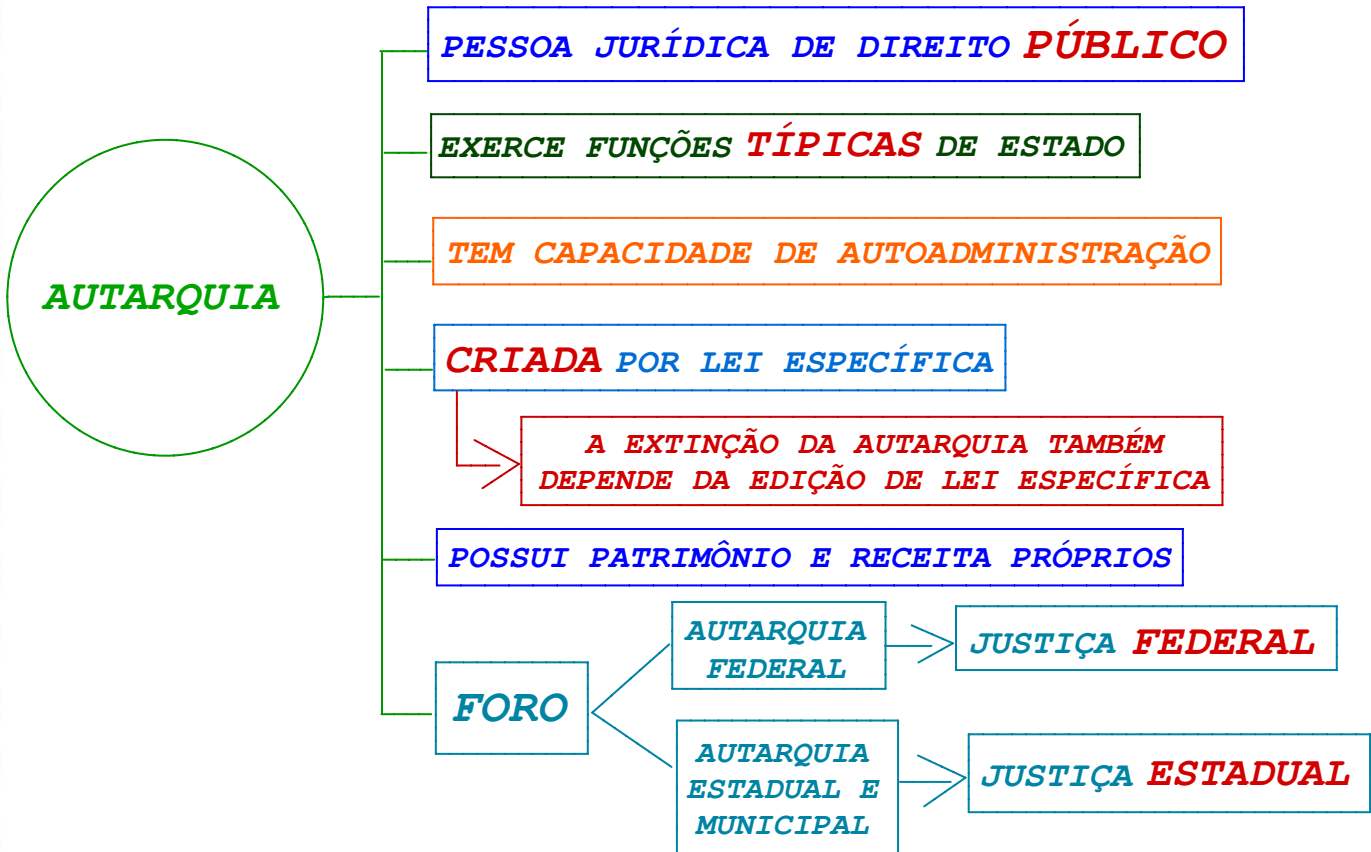 PESSOA JURÍDICA DE DIREITO PÚBLICO
EXERCE FUNÇÕES TÍPICAS DE ESTADO
TEM CAPACIDADE DE AUTOADMINISTRAÇÃO
AUTARQUIA
CRIADA POR LEI ESPECÍFICA
A EXTINÇÃO DA AUTARQUIA TAMBÉM
DEPENDE DA EDIÇÃO DE LEI ESPECÍFICA
POSSUI PATRIMÔNIO E RECEITA PRÓPRIOS
FORO
AUTARQUIA
FEDERAL
JUSTIÇA FEDERAL
AUTARQUIA
ESTADUAL E
MUNICIPAL
JUSTIÇA ESTADUAL